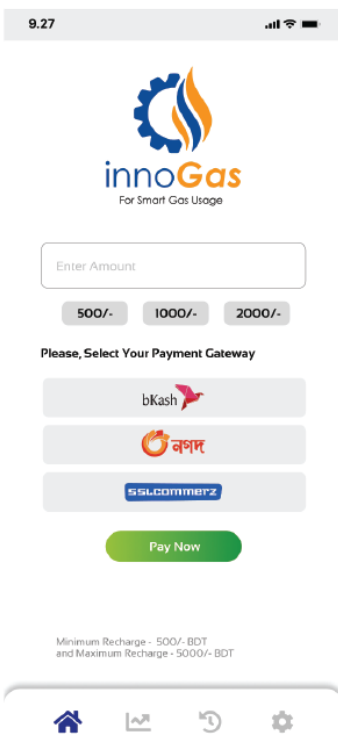 9.27
innoGas
For Smart Gas Usage
Enter Amount
500/- 1000/- 2000/-
Please, Select Your Payment Gateway
bKash
নগদ
SSLCOMMERZ
Pay Now
Minimum Recharge - 500/- BDT
and Maximum Recharge - 5000/- BDT